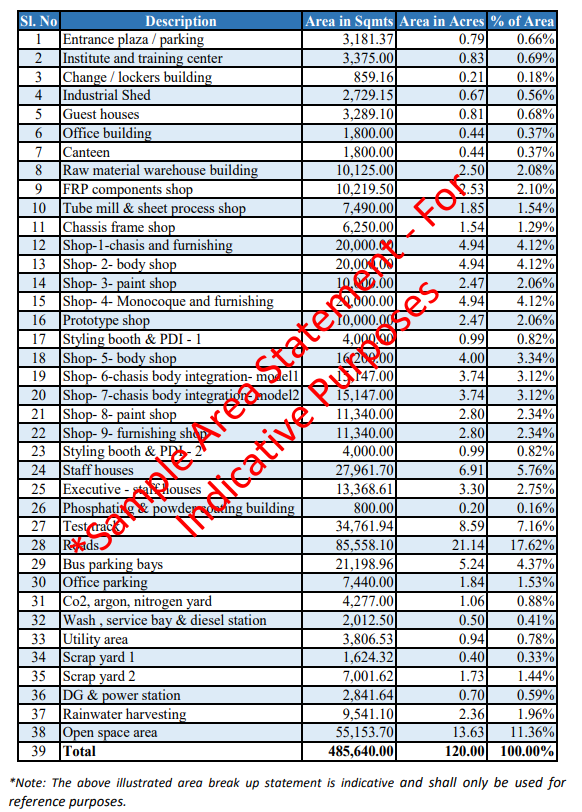 Sl. No Description Area in Sqmts Area in Acres % of Area
1 Entrance plaza / parking 3,181.37 0.79 0.66%
2 Institute and training center 3,375.00 0.83 0.69%
3 Change / lockers building 859.16 0.21 0.18%
4 Industrial Shed 2,729.15 0.67 0.56%
5 Guest houses 3,289.10 0.81 0.68%
6 Office building 1,800.00 0.44 0.37%
7 Canteen 1,800.00 0.44 0.37%
8 Raw material warehouse building 10,125.00 2.50 2.08%
9 FRP components shop 10,219.50 2.53 2.10%
10 Tube mill & sheet process shop 7,490.00 1.85 1.54%
11 Chassis frame shop 6,250.00 1.54 1.29%
12 Shop-1-chasis and furnishing 20,000.00 4.94 4.12%
13 Shop- 2- body shop 20,000.00 4.94 4.12%
14 Shop- 3- paint shop 10,000.00 2.47 2.06%
15 Shop- 4- Monocoque and furnishing 20,000.00 4.94 4.12%
16 Prototype shop 10,000.00 2.47 2.06%
17 Styling booth & PDI - 1 4,000.00 0.99 0.82%
18 Shop- 5- body shop 16,200.00 4.00 3.34%
19 Shop- 6-chasis body integration- model1 15,147.00 3.74 3.12%
20 Shop- 7-chasis body integration- model2 15,147.00 3.74 3.12%
21 Shop- 8- paint shop 11,340.00 2.80 2.34%
22 Shop- 9- furnishing shop 11,340.00 2.80 2.34%
23 Styling booth & PDI - 2 4,000.00 0.99 0.82%
24 Staff houses 27,961.70 6.91 5.76%
25 Executive - staff houses 13,368.61 3.30 2.75%
26 Phosphating & powder coating building 800.00 0.20 0.16%
27 Test track 34,761.94 8.59 7.16%
28 Roads 85,558.10 21.14 17.62%
29 Bus parking bays 21,198.96 5.24 4.37%
30 Office parking 7,440.00 1.84 1.53%
31 Co2, argon, nitrogen yard 4,277.00 1.06 0.88%
32 Wash , service bay & diesel station 2,012.50 0.50 0.41%
33 Utility area 3,806.53 0.94 0.78%
34 Scrap yard 1 1,624.32 0.40 0.33%
35 Scrap yard 2 7,001.62 1.73 1.44%
36 DG & power station 2,841.64 0.70 0.59%
37 Rainwater harvesting 9,541.10 2.36 1.96%
38 Open space area 55,153.70 13.63 11.36%
39 Total 485,640.00 120.00 100.00%
*Sample Area Statement - For
Indicative Purposes
*Note: The above illustrated area break up statement is indicative and shall only be used for
reference purposes.